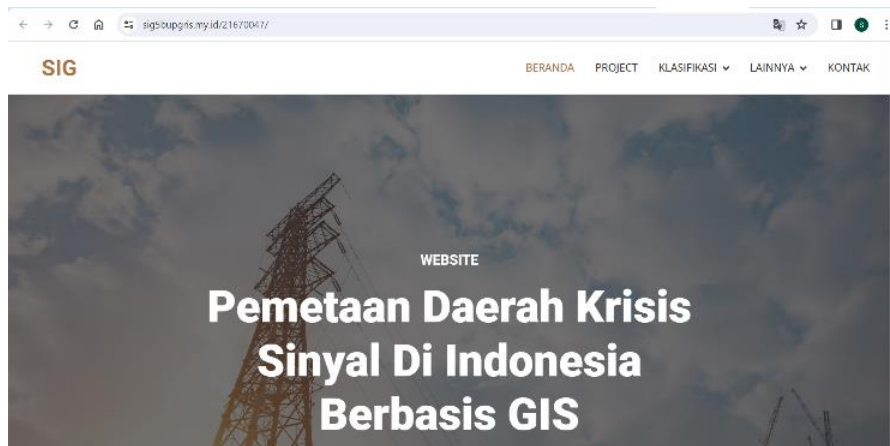 sig5bupgris.my.id/21670047/
SIG
BERANDA PROJECT KLASIFIKASI LAINNYA KONTAK
WEBSITE
Pemetaan Daerah Krisis
Sinyal Di Indonesia
Berbasis GIS